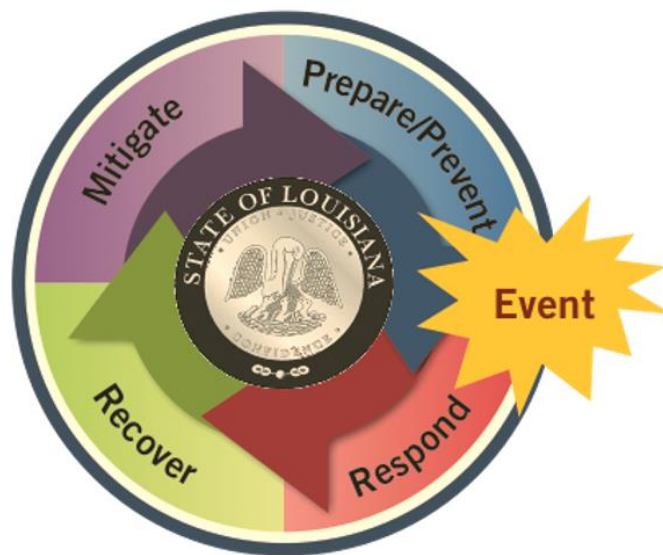 Mitigate
Prepare/Prevent
STATE OF LOUISIANA
UNION · JUSTICE ·
CONFIDENCE
Event
Recover
Respond